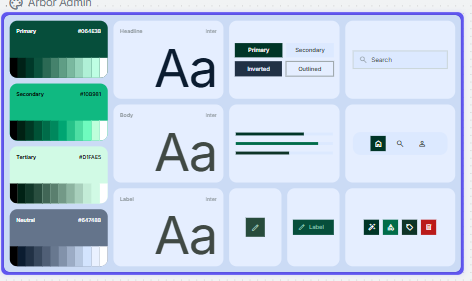 Arbor Admin
Primary #064E3B
Secondary #10B981
Tertiary #D1FAE5
Neutral #64748B
Headline Inter
Aa
Body Inter
Aa
Label Inter
Aa
Primary Secondary
Inverted Outlined
Search
Label